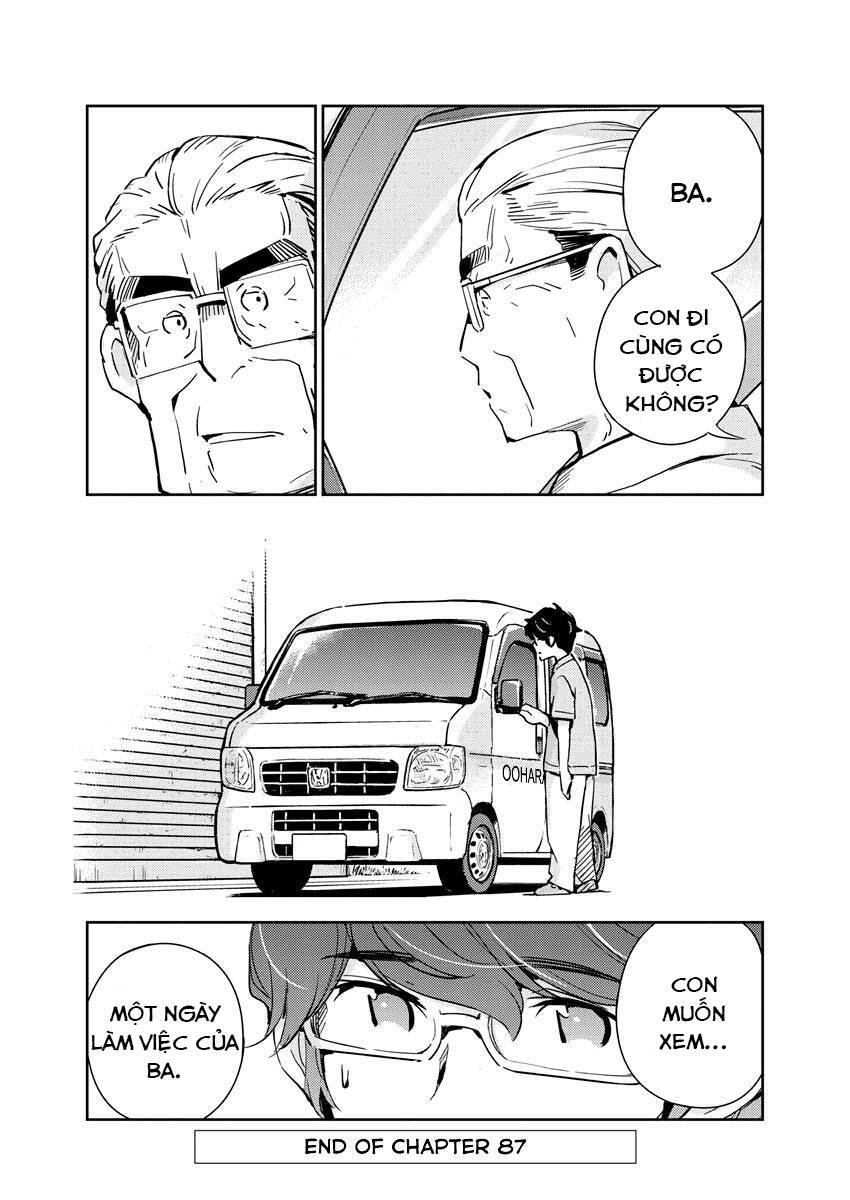 BA.
CON ĐI
CÙNG CÓ
ĐƯỢC
KHÔNG?
OOHARA
CON
MUỐN
XEM...
MỘT NGÀY
LÀM VIỆC CỦA
BA.
END OF CHAPTER 87